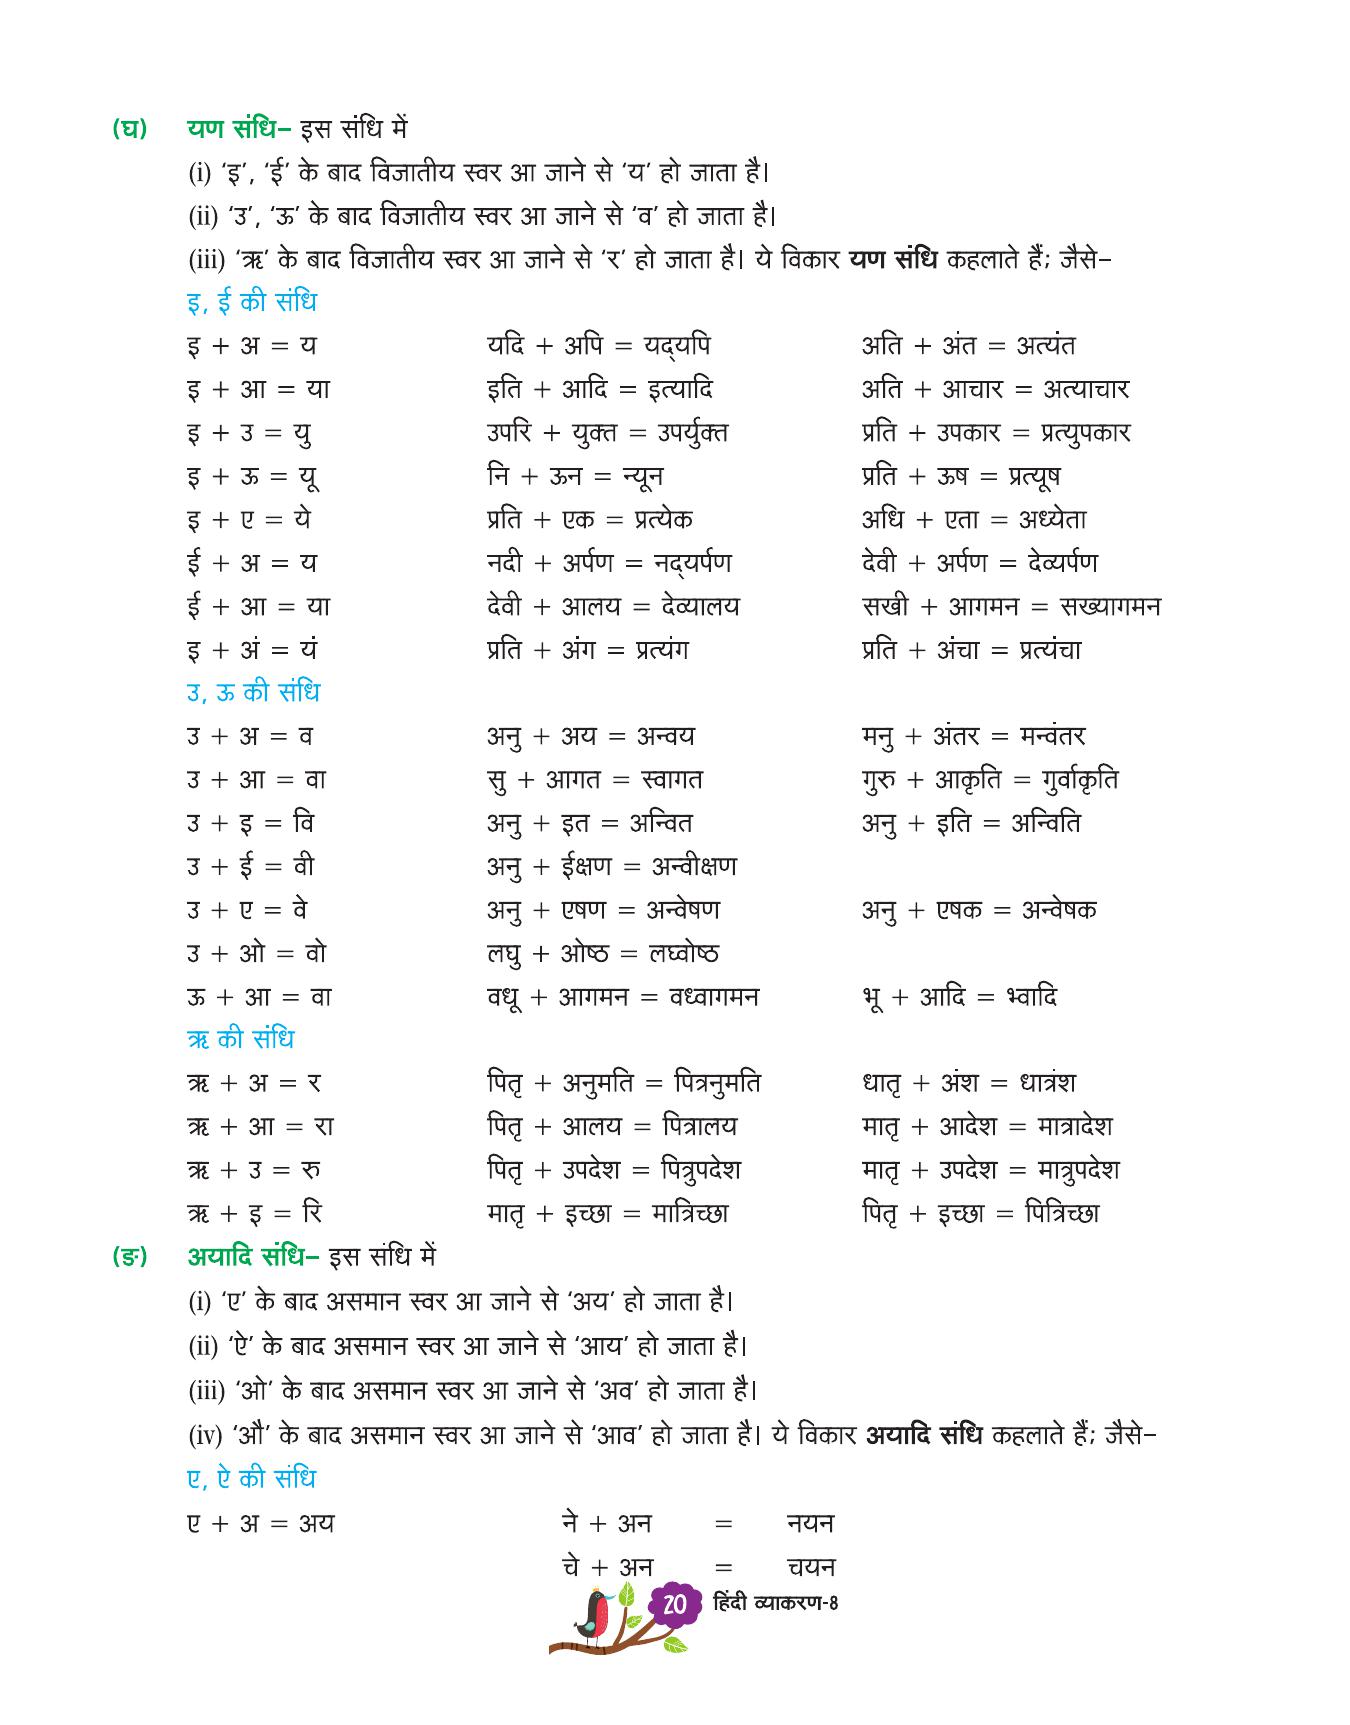 (घ) यण संधि– इस संधि में
(i) ‘इ’, ‘ई’ के बाद विजातीय स्वर आ जाने से ‘य’ हो जाता है।
(ii) ‘उ’, ‘ऊ’ के बाद विजातीय स्वर आ जाने से ‘व’ हो जाता है।
(iii) ‘ऋ’ के बाद विजातीय स्वर आ जाने से ‘र’ हो जाता है। ये विकार यण संधि कहलाते हैं; जैसे–
इ, ई की संधि
इ + अ = य यदि + अपि = यद्‌यपि अति + अंत = अत्यंत
इ + आ = या इति + आदि = इत्यादि अति + आचार = अत्याचार
इ + उ = यु उपरि + युक्त = उपर्युक्त प्रति + उपकार = प्रत्युपकार
इ + ऊ = यू नि + ऊन = न्यून प्रति + ऊष = प्रत्यूष
इ + ए = ये प्रति + एक = प्रत्येक अधि + एता = अध्येता
ई + अ = य नदी + अर्पण = नद्‌यर्पण देवी + अर्पण = देव्यर्पण
ई + आ = या देवी + आलय = देव्यालय सखी + आगमन = सख्यागमन
इ + अं = यं प्रति + अंग = प्रत्यंग प्रति + अंचा = प्रत्यंचा
उ, ऊ की संधि
उ + अ = व अनु + अय = अन्वय मनु + अंतर = मन्वंतर
उ + आ = वा सु + आगत = स्वागत गुरु + आकृति = गुर्वाकृति
उ + इ = वि अनु + इत = अन्वित अनु + इति = अन्विति
उ + ई = वी अनु + ईक्षण = अन्वीक्षण
उ + ए = वे अनु + एषण = अन्वेषण अनु + एषक = अन्वेषक
उ + ओ = वो लघु + ओष्ठ = लघ्वोष्ठ
ऊ + आ = वा वधू + आगमन = वध्वागमन भू + आदि = भ्वादि
ऋ की संधि
ऋ + अ = र पितृ + अनुमति = पित्रनुमति धातृ + अंश = धात्रंश
ऋ + आ = रा पितृ + आलय = पित्रालय मातृ + आदेश = मात्रादेश
ऋ + उ = रु पितृ + उपदेश = पित्रुपदेश मातृ + उपदेश = मात्रुपदेश
ऋ + इ = रि मातृ + इच्छा = मात्रिच्छा पितृ + इच्छा = पित्रिच्छा
(ङ) अयादि संधि– इस संधि में
(i) ‘ए’ के बाद असमान स्वर आ जाने से ‘अय’ हो जाता है।
(ii) ‘ऐ’ के बाद असमान स्वर आ जाने से ‘आय’ हो जाता है।
(iii) ‘ओ’ के बाद असमान स्वर आ जाने से ‘अव’ हो जाता है।
(iv) ‘औ’ के बाद असमान स्वर आ जाने से ‘आव’ हो जाता है। ये विकार अयादि संधि कहलाते हैं; जैसे–
ए, ऐ की संधि
ए + अ = अय ने + अन = नयन
चे + अन = चयन
20 हिंदी व्याकरण-8